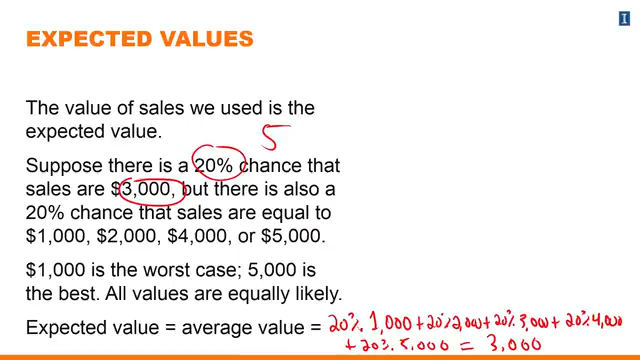 I
EXPECTED VALUES
The value of sales we used is the
expected value.
5
Suppose there is a 20% chance that
sales are $3,000, but there is also a
20% chance that sales are equal to
$1,000, $2,000, $4,000, or $5,000.
$1,000 is the worst case; 5,000 is
the best. All values are equally likely.
Expected value = average value = 20%. 1,000 + 20% 2,000 + 20% 3,000 + 20% 4,000
+ 20%. 5,000 = 3,000